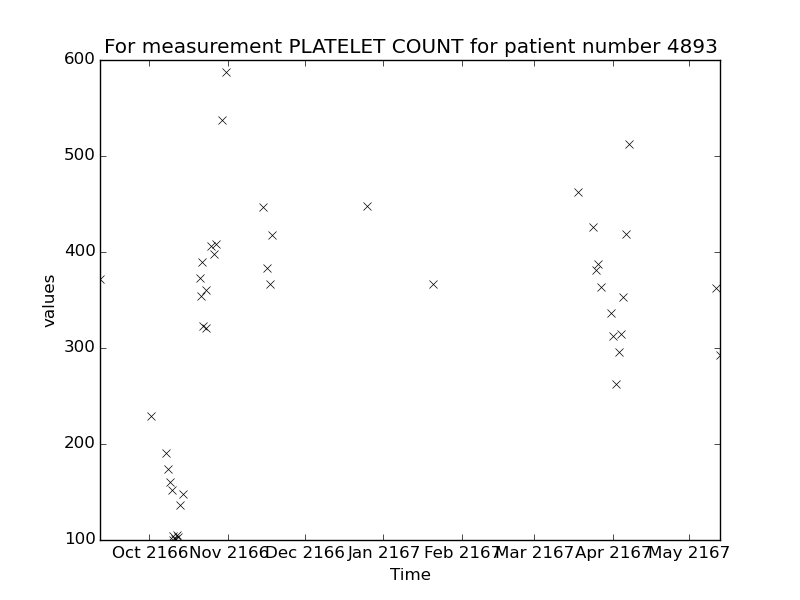 For measurement PLATELET COUNT for patient number 4893
600
500
400
300
200
100
values
Oct 2166 Nov 2166 Dec 2166 Jan 2167 Feb 2167 Mar 2167 Apr 2167 May 2167
Time